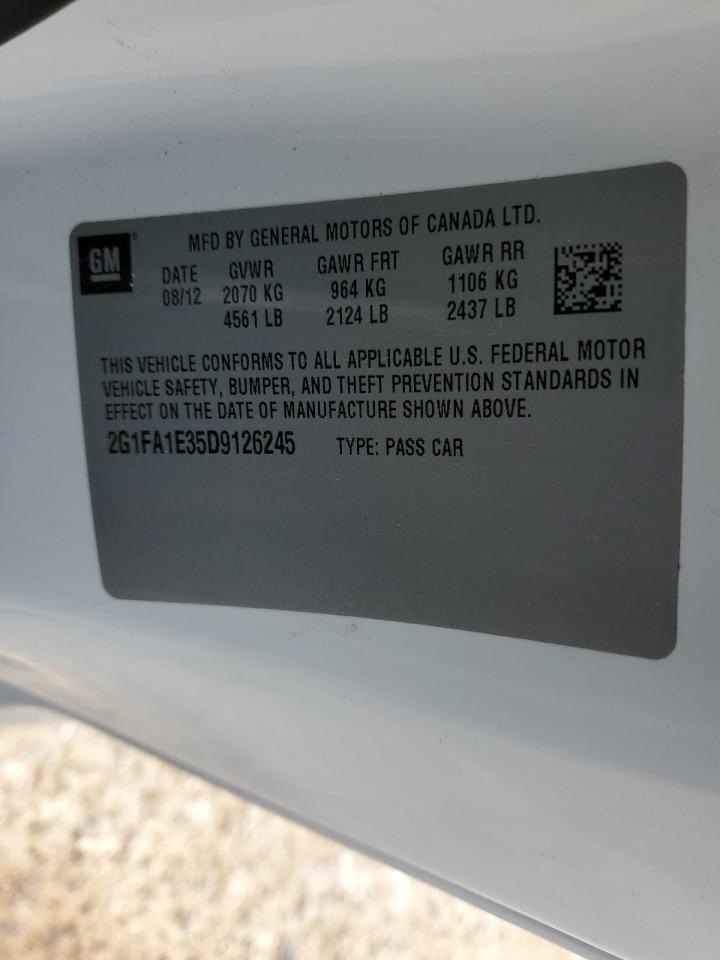 GM
MFD BY GENERAL MOTORS OF CANADA LTD.
DATE GVWR GAWR FRT GAWR RR
08/12 2070 KG 964 KG 1106 KG
4561 LB 2124 LB 2437 LB
THIS VEHICLE CONFORMS TO ALL APPLICABLE U.S. FEDERAL MOTOR
VEHICLE SAFETY, BUMPER, AND THEFT PREVENTION STANDARDS IN
EFFECT ON THE DATE OF MANUFACTURE SHOWN ABOVE.
2G1FA1E35D9126245 TYPE: PASS CAR